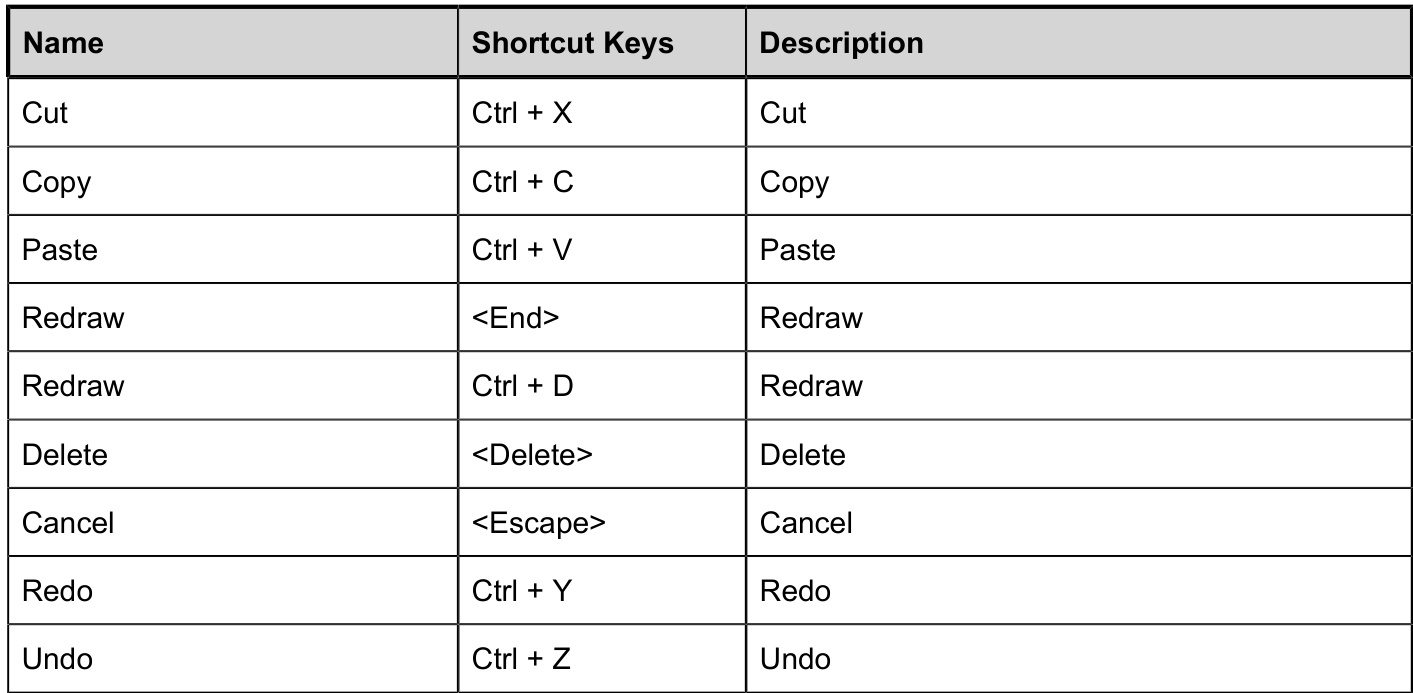 Name Shortcut Keys Description
Cut Ctrl + X Cut
Copy Ctrl + C Copy
Paste Ctrl + V Paste
Redraw <End> Redraw
Redraw Ctrl + D Redraw
Delete <Delete> Delete
Cancel <Escape> Cancel
Redo Ctrl + Y Redo
Undo Ctrl + Z Undo